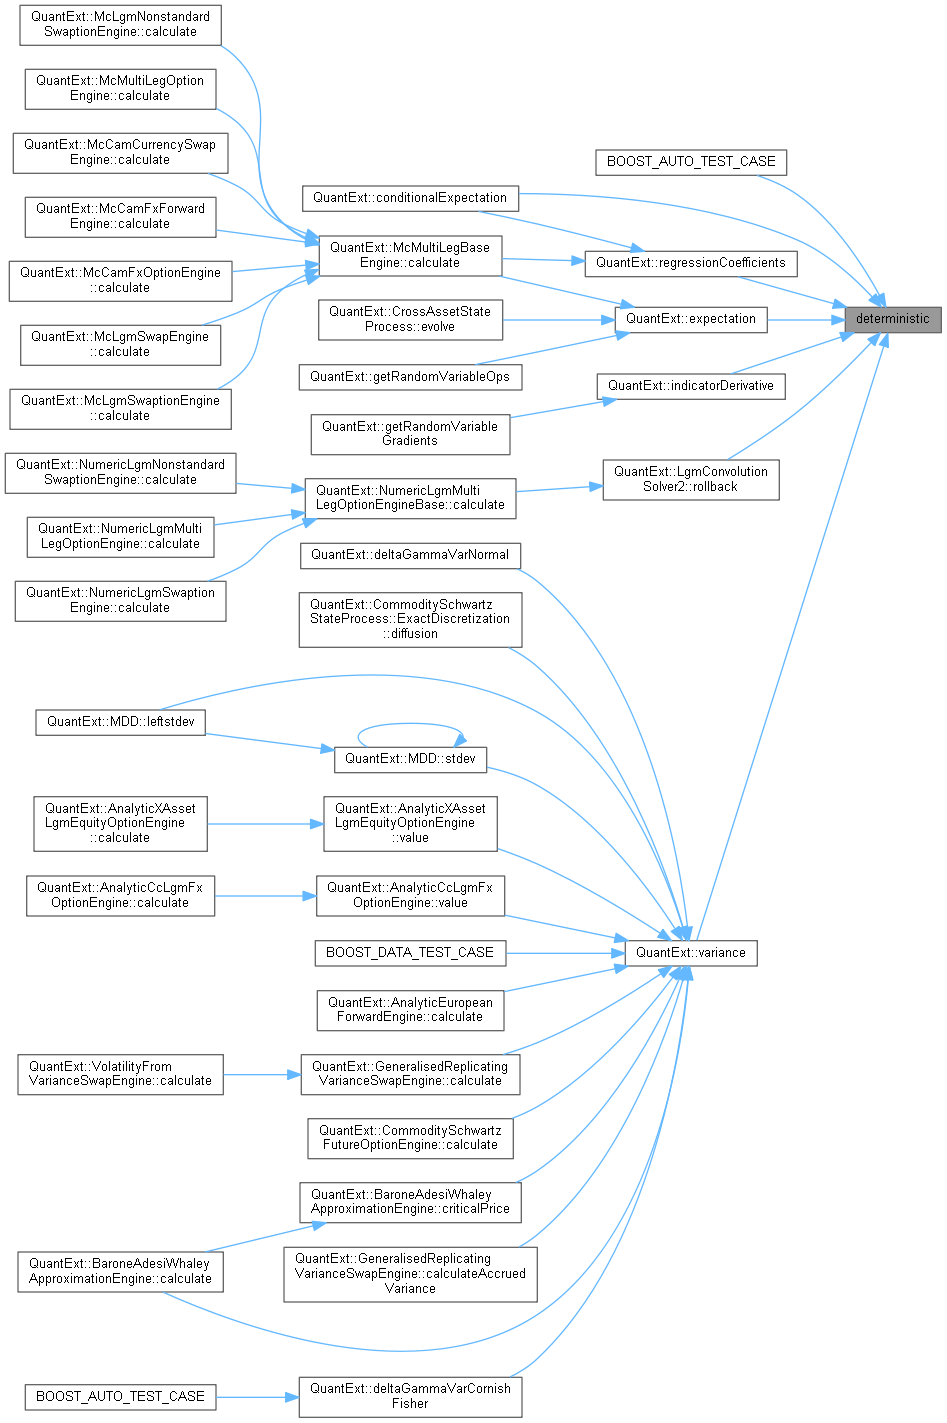 QuantExt::McLgmNonstandard
SwaptionEngine::calculate
QuantExt::McMultiLegOption
Engine::calculate
QuantExt::McCamCurrencySwap
Engine::calculate
QuantExt::McCamFxForward
Engine::calculate
QuantExt::McCamFxOptionEngine
::calculate
QuantExt::McLgmSwapEngine
::calculate
QuantExt::McLgmSwaptionEngine
::calculate
QuantExt::NumericLgmNonstandard
SwaptionEngine::calculate
QuantExt::NumericLgmMulti
LegOptionEngine::calculate
QuantExt::NumericLgmSwaption
Engine::calculate
QuantExt::MDD::leftstdev
QuantExt::AnalyticXAsset
LgmEquityOptionEngine
::calculate
QuantExt::AnalyticCcLgmFx
OptionEngine::calculate
QuantExt::VolatilityFrom
VarianceSwapEngine::calculate
QuantExt::BaroneAdesiWhaley
ApproximationEngine::calculate
BOOST_AUTO_TEST_CASE
QuantExt::conditionalExpectation
QuantExt::McMultiLegBase
Engine::calculate
QuantExt::CrossAssetState
Process::evolve
QuantExt::getRandomVariableOps
QuantExt::getRandomVariable
Gradients
QuantExt::NumericLgmMulti
LegOptionEngineBase::calculate
QuantExt::deltaGammaVarNormal
QuantExt::CommoditySchwartz
StateProcess::ExactDiscretization
::diffusion
QuantExt::MDD::stdev
QuantExt::AnalyticXAsset
LgmEquityOptionEngine
::value
QuantExt::AnalyticCcLgmFx
OptionEngine::value
BOOST_DATA_TEST_CASE
QuantExt::AnalyticEuropean
ForwardEngine::calculate
QuantExt::GeneralisedReplicating
VarianceSwapEngine::calculate
QuantExt::CommoditySchwartz
FutureOptionEngine::calculate
QuantExt::BaroneAdesiWhaley
ApproximationEngine::criticalPrice
QuantExt::GeneralisedReplicating
VarianceSwapEngine::calculateAccrued
Variance
QuantExt::deltaGammaVarCornish
Fisher
BOOST_AUTO_TEST_CASE
QuantExt::regressionCoefficients
QuantExt::expectation
QuantExt::indicatorDerivative
QuantExt::LgmConvolution
Solver2::rollback
QuantExt::variance
deterministic